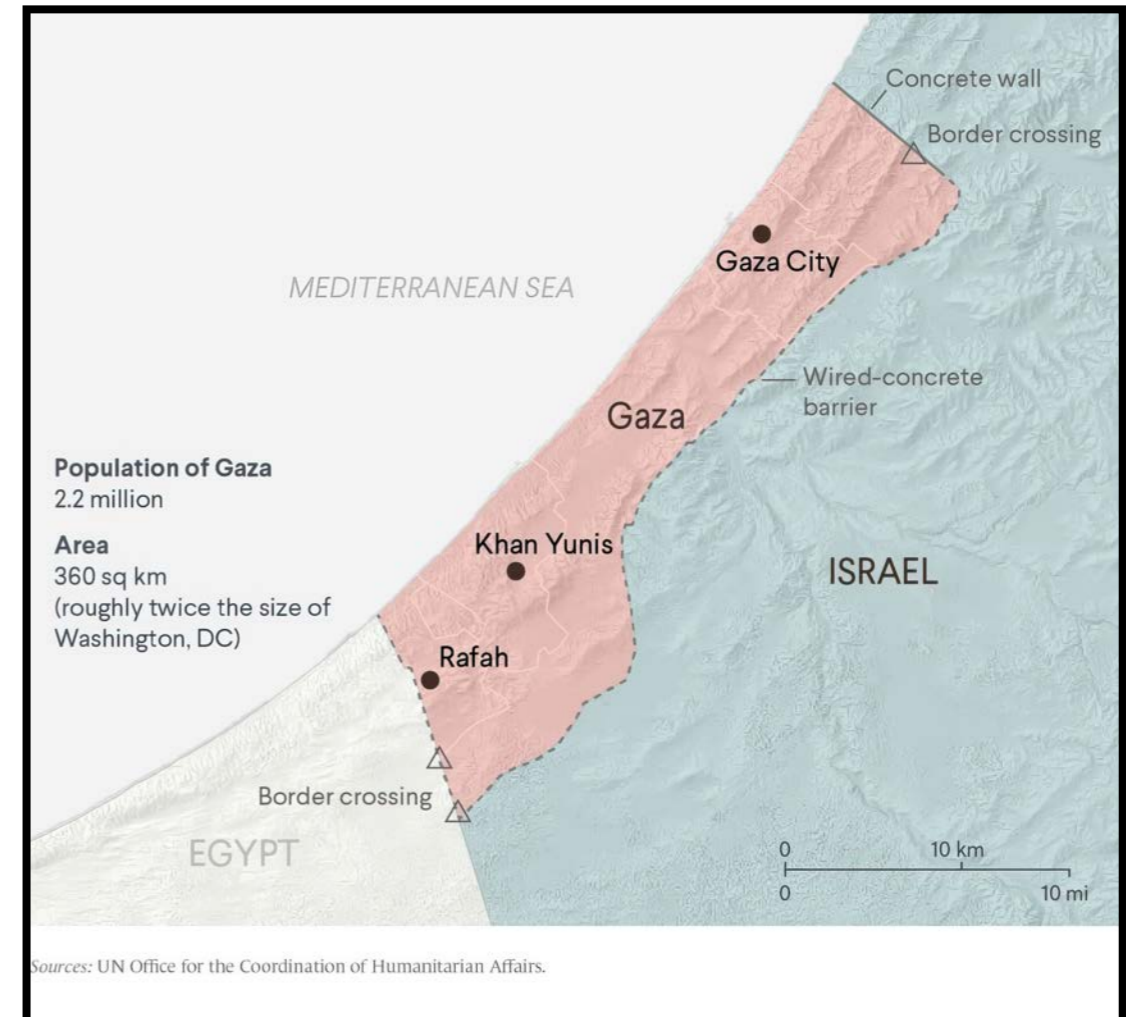 Concrete wall
Border crossing
Gaza City
MEDITERRANEAN SEA
Wired-concrete
barrier
Gaza
Population of Gaza
2.2 million
Area
360 sq km
(roughly twice the size of
Washington, DC)
Khan Yunis
ISRAEL
Rafah
Border crossing
EGYPT
0 10 km
0 10 mi
Sources: UN Office for the Coordination of Humanitarian Affairs.